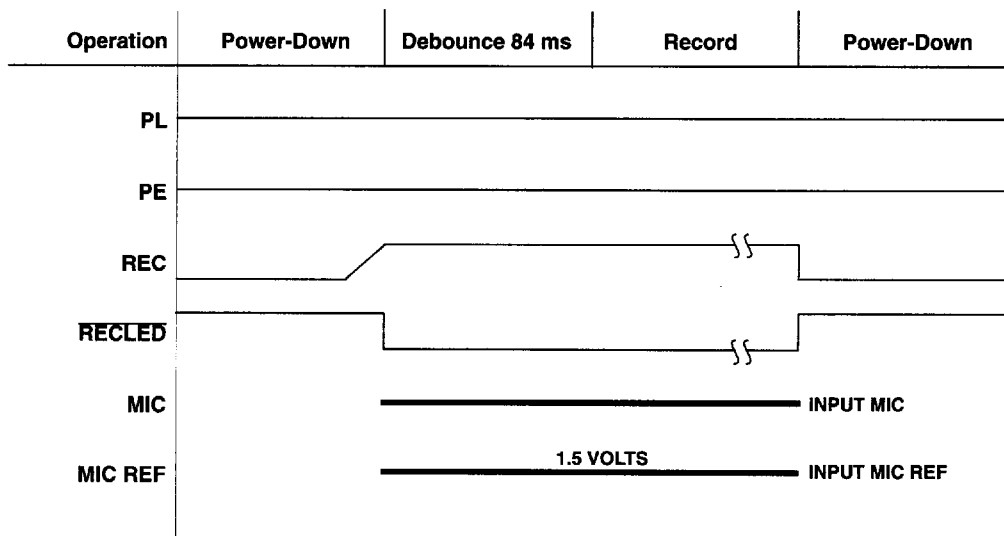 Operation Power-Down Debounce 84 ms Record Power-Down
PL
PE
REC
RECLED
MIC INPUT MIC
1.5 VOLTS
MIC REF INPUT MIC REF